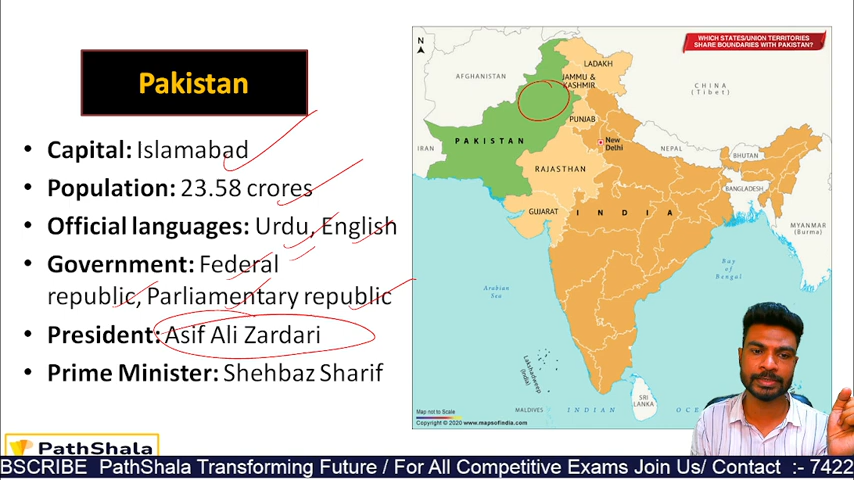 Pakistan
• Capital: Islamabad
• Population: 23.58 crores
• Official languages: Urdu, English
• Government: Federal
republic, Parliamentary republic
• President: Asif Ali Zardari
• Prime Minister: Shehbaz Sharif
WHICH STATES/UNION TERRITORIES
SHARE BOUNDARIES WITH PAKISTAN?
N
AFGHANISTAN
LADAKH
JAMMU &
KASHMIR
CHINA
(Tibet)
PUNJAB
PAKISTAN
IRAN
New
Delhi
NEPAL
BHUTAN
RAJASTHAN
BANGLADESH
GUJARAT
INDIA
MYANMAR
(Burma)
Arabian
Sea
Bay
of
Bengal
Lakshadweep
(India)
SRI
LANKA
MALDIVES
INDIAN OCE
Map not to Scale
Copyright © 2020 www.mapsofindia.com
PathShala
BSCRIBE PathShala Transforming Future / For All Competitive Exams Join Us/ Contact :- 7422